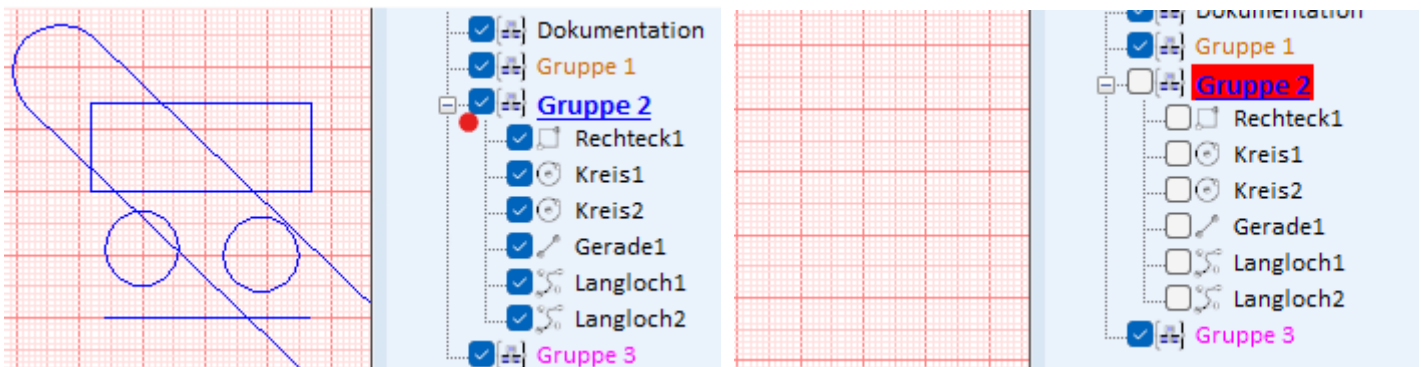 Dokumentation
Gruppe 1
Gruppe 2
Rechteck1
Kreis1
Kreis2
Gerade1
Langloch1
Langloch2
Gruppe 3
Dokumentation
Gruppe 1
Gruppe 2
Rechteck1
Kreis1
Kreis2
Gerade1
Langloch1
Langloch2
Gruppe 3